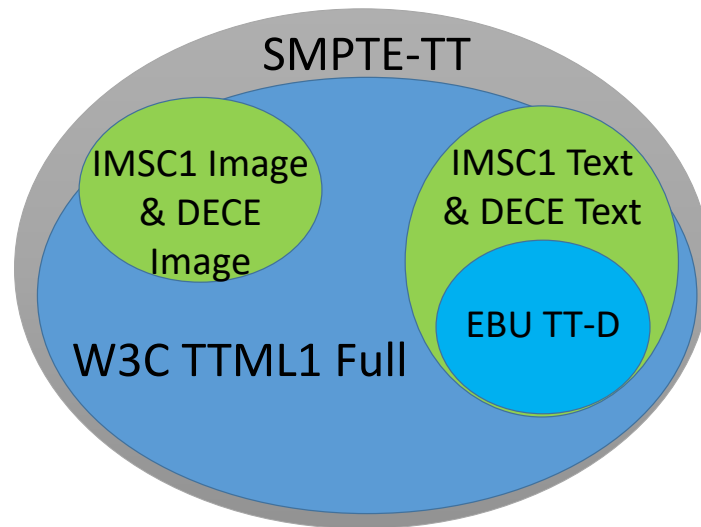 SMPTE-TT
IMSC1 Image
& DECE
Image
IMSC1 Text
& DECE Text
EBU TT-D
W3C TTML1 Full